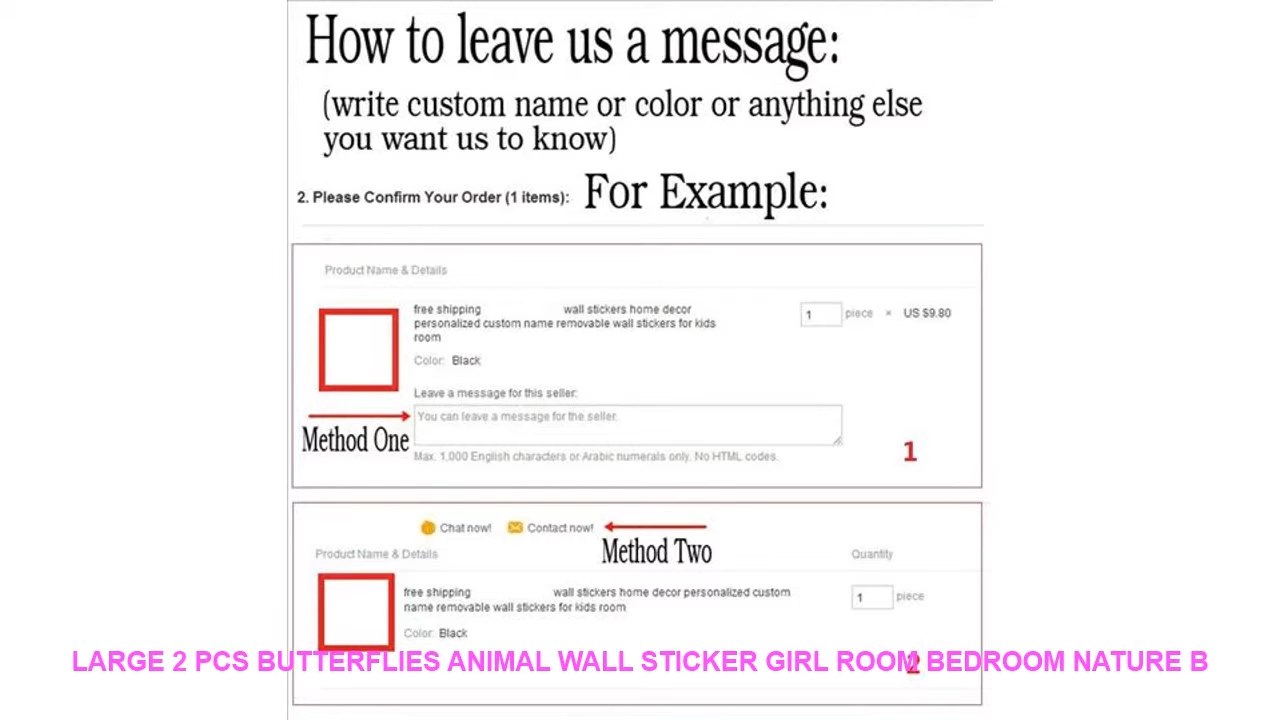 How to leave us a message:
(write custom name or color or anything else
you want us to know)
2. Please Confirm Your Order (1 items):
For Example:
Product Name & Details
free shipping wall stickers home decor
personalized custom name removable wall stickers for kids
room
1 piece × US $9.80
Color: Black
Leave a message for this seller:
You can leave a message for the seller.
Method One
Max. 1,000 English characters or Arabic numerals only. No HTML codes.
1
Chat now! Contact now!
Method Two
Product Name & Details Quantity
free shipping wall stickers home decor personalized custom
name removable wall stickers for kids room
1 piece
Color: Black
2
LARGE 2 PCS BUTTERFLIES ANIMAL WALL STICKER GIRL ROOM BEDROOM NATURE B